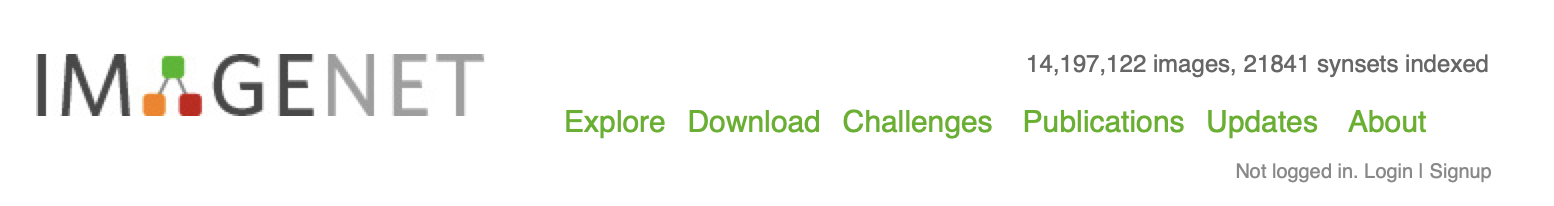 IMAGENET
14,197,122 images, 21841 synsets indexed
Explore Download Challenges Publications Updates About
Not logged in. Login | Signup